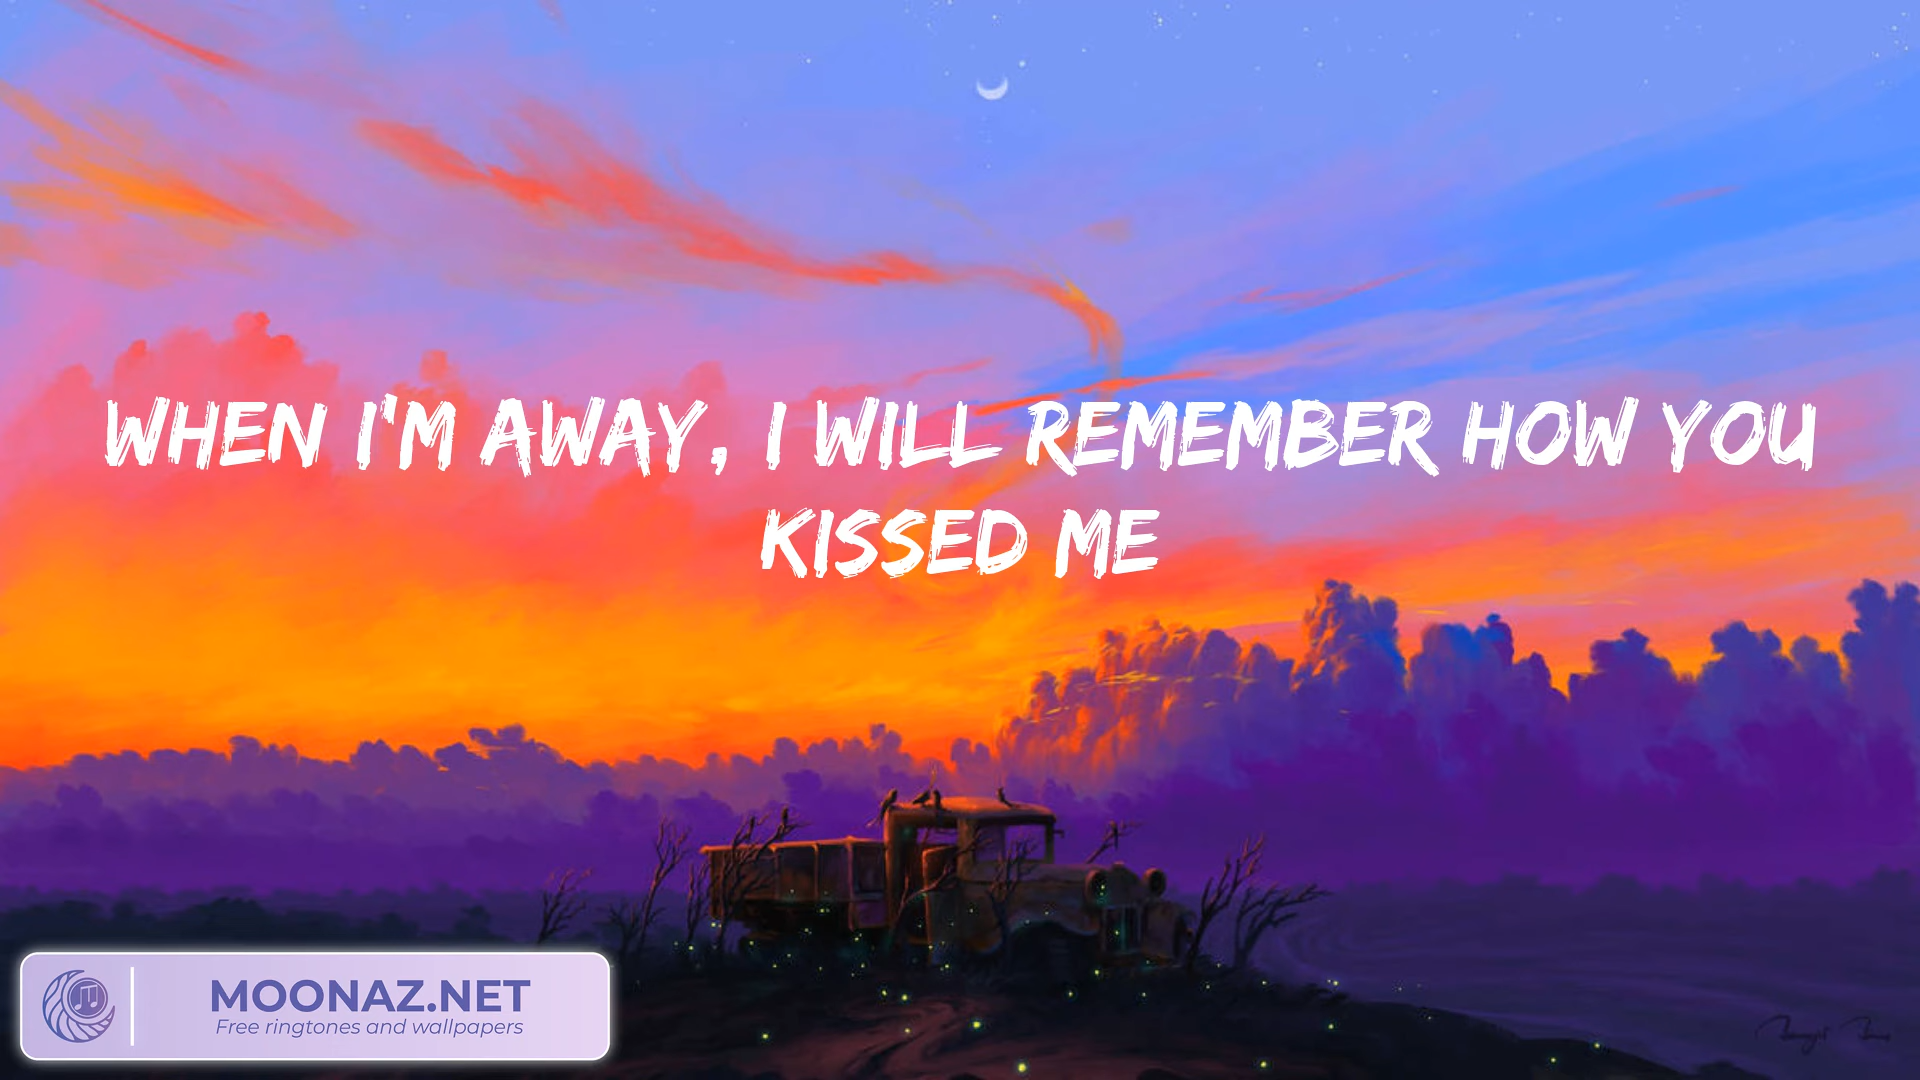 WHEN I'M AWAY, I WILL REMEMBER HOW YOU
KISSED ME
MOONAZ.NET
Free ringtones and wallpapers